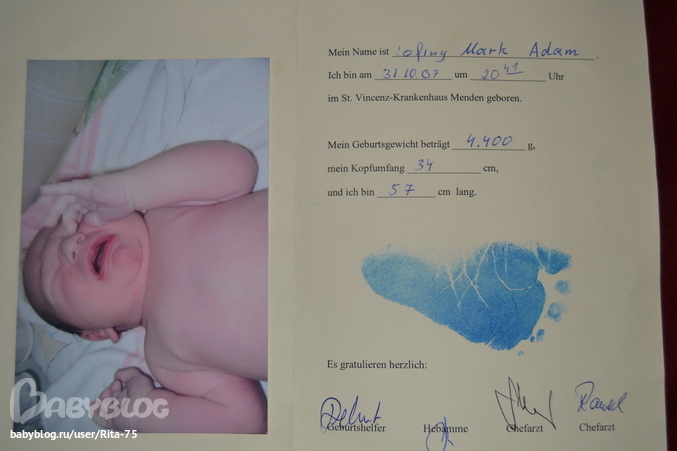 Mein Name ist Lofing Mark Adam.
Ich bin am 31.10.07 um 20 41 Uhr
im St. Vincenz-Krankenhaus Menden geboren.
Mein Geburtsgewicht beträgt 4.400 g,
mein Kopfumfang 34 cm,
und ich bin 57 cm lang.
Es gratulieren herzlich:
Geburtshelfer Hebamme Chefarzt Chefarzt
BABYBLOG
babyblog.ru/user/Rita-75